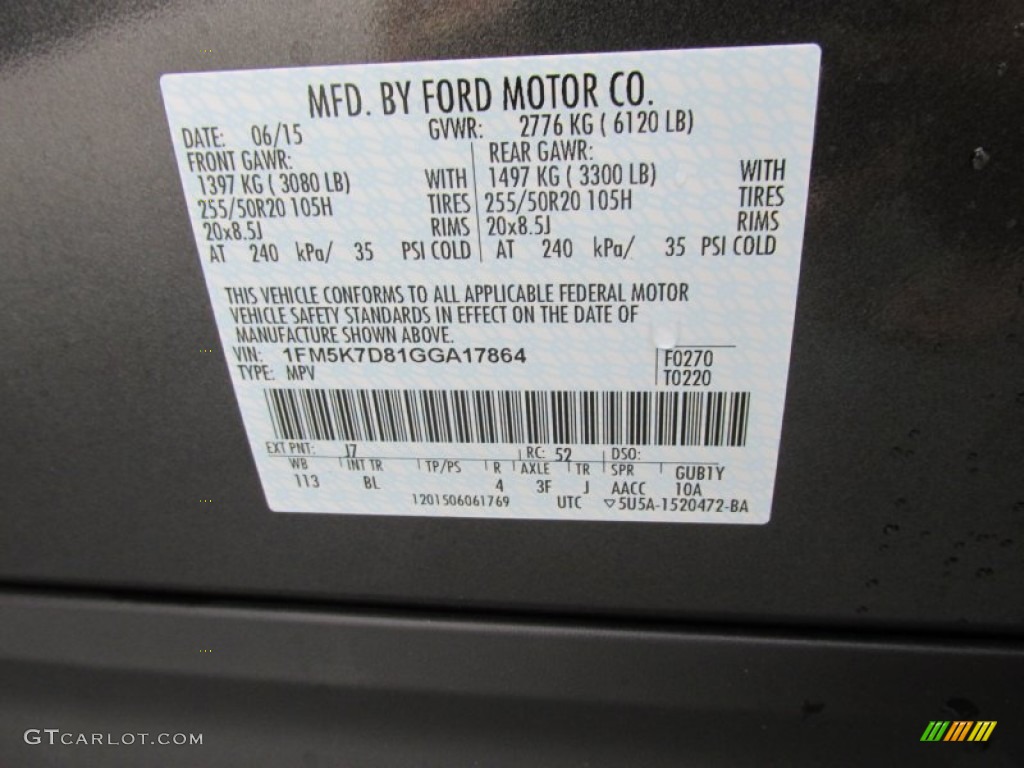 MFD. BY FORD MOTOR CO.
DATE: 06/15 GVWR: 2776 KG ( 6120 LB)
FRONT GAWR: REAR GAWR:
1397 KG ( 3080 LB) WITH 1497 KG ( 3300 LB) WITH
255/50R20 105H TIRES 255/50R20 105H TIRES
20x8.5J RIMS 20x8.5J RIMS
AT 240 kPa/ 35 PSI COLD AT 240 kPa/ 35 PSI COLD
THIS VEHICLE CONFORMS TO ALL APPLICABLE FEDERAL MOTOR
VEHICLE SAFETY STANDARDS IN EFFECT ON THE DATE OF
MANUFACTURE SHOWN ABOVE.
VIN: 1FM5K7D81GGA17864 F0270
TYPE: MPV T0220
EXT PNT: J7 RC: 52 DSO:
WB INT TR TP/PS R AXLE TR SPR GUB1Y
113 BL 4 3F J AACC 10A
1201506061769 UTC ▽5U5A-1520472-BA
GTCARLOT.COM